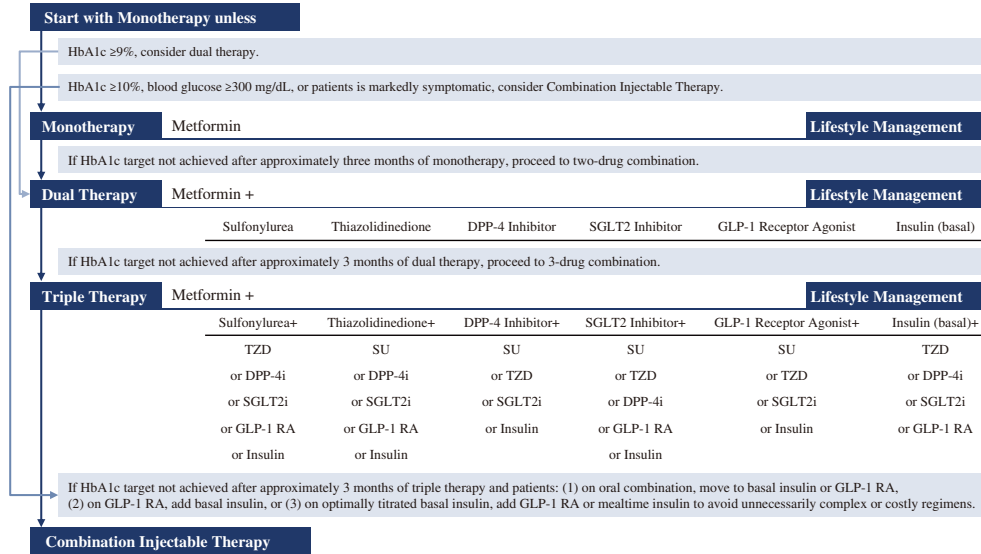 Start with Monotherapy unless
HbA1c ≥9%, consider dual therapy.
HbA1c ≥10%, blood glucose ≥300 mg/dL, or patients is markedly symptomatic, consider Combination Injectable Therapy.
Monotherapy Metformin Lifestyle Management
If HbA1c target not achieved after approximately three months of monotherapy, proceed to two-drug combination.
Dual Therapy Metformin + Lifestyle Management
Sulfonylurea Thiazolidinedione DPP-4 Inhibitor SGLT2 Inhibitor GLP-1 Receptor Agonist Insulin (basal)
If HbA1c target not achieved after approximately 3 months of dual therapy, proceed to 3-drug combination.
Triple Therapy Metformin + Lifestyle Management
Sulfonylurea+ Thiazolidinedione+ DPP-4 Inhibitor+ SGLT2 Inhibitor+ GLP-1 Receptor Agonist+ Insulin (basal)+
TZD SU SU SU SU TZD
or DPP-4i or DPP-4i or TZD or TZD or TZD or DPP-4i
or SGLT2i or SGLT2i or SGLT2i or DPP-4i or SGLT2i or SGLT2i
or GLP-1 RA or GLP-1 RA or Insulin or GLP-1 RA or Insulin or GLP-1 RA
or Insulin or Insulin or Insulin
If HbA1c target not achieved after approximately 3 months of triple therapy and patients: (1) on oral combination, move to basal insulin or GLP-1 RA,
(2) on GLP-1 RA, add basal insulin, or (3) on optimally titrated basal insulin, add GLP-1 RA or mealtime insulin to avoid unnecessarily complex or costly regimens.
Combination Injectable Therapy